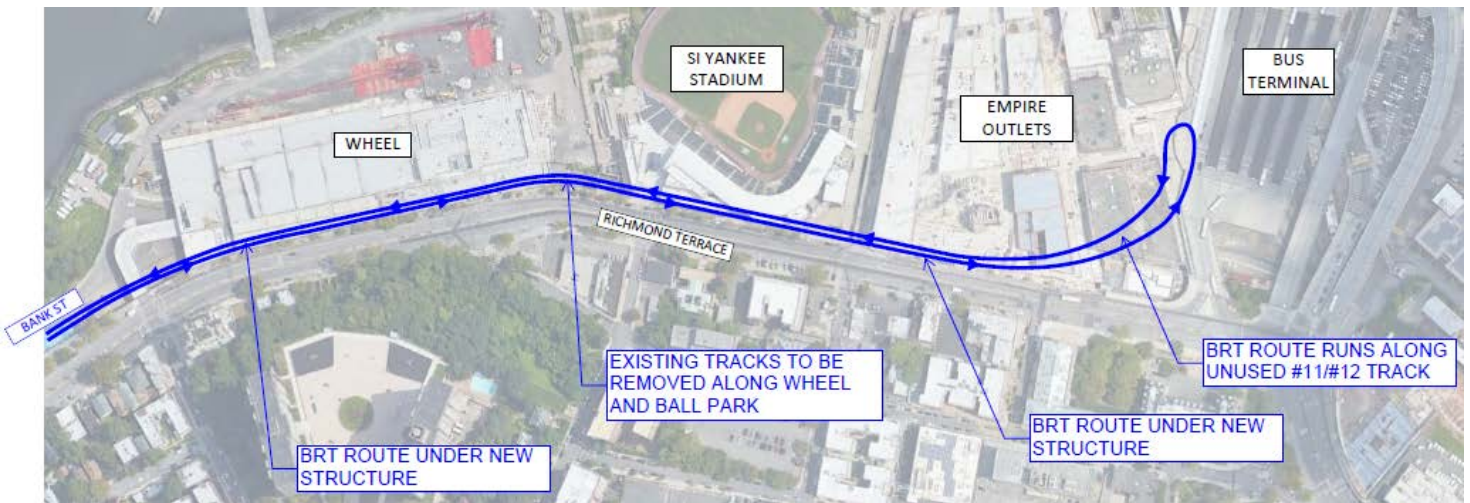 SI YANKEE
STADIUM
BUS
TERMINAL
EMPIRE
OUTLETS
WHEEL
RICHMOND TERRACE
BANK ST
EXISTING TRACKS TO BE
REMOVED ALONG WHEEL
AND BALL PARK
BRT ROUTE RUNS ALONG
UNUSED #11/#12 TRACK
BRT ROUTE UNDER NEW
STRUCTURE
BRT ROUTE UNDER NEW
STRUCTURE